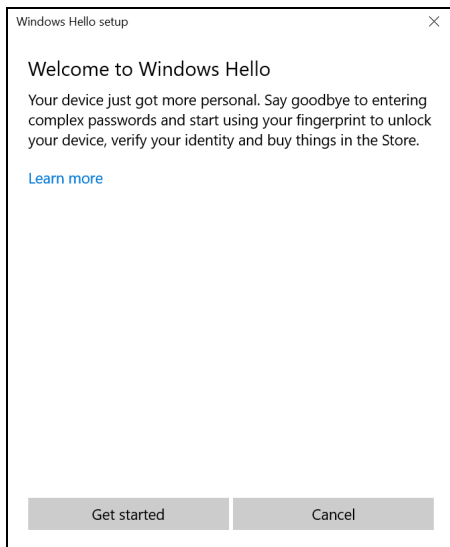 Windows Hello setup
Welcome to Windows Hello
Your device just got more personal. Say goodbye to entering
complex passwords and start using your fingerprint to unlock
your device, verify your identity and buy things in the Store.
Learn more
Get started
Cancel